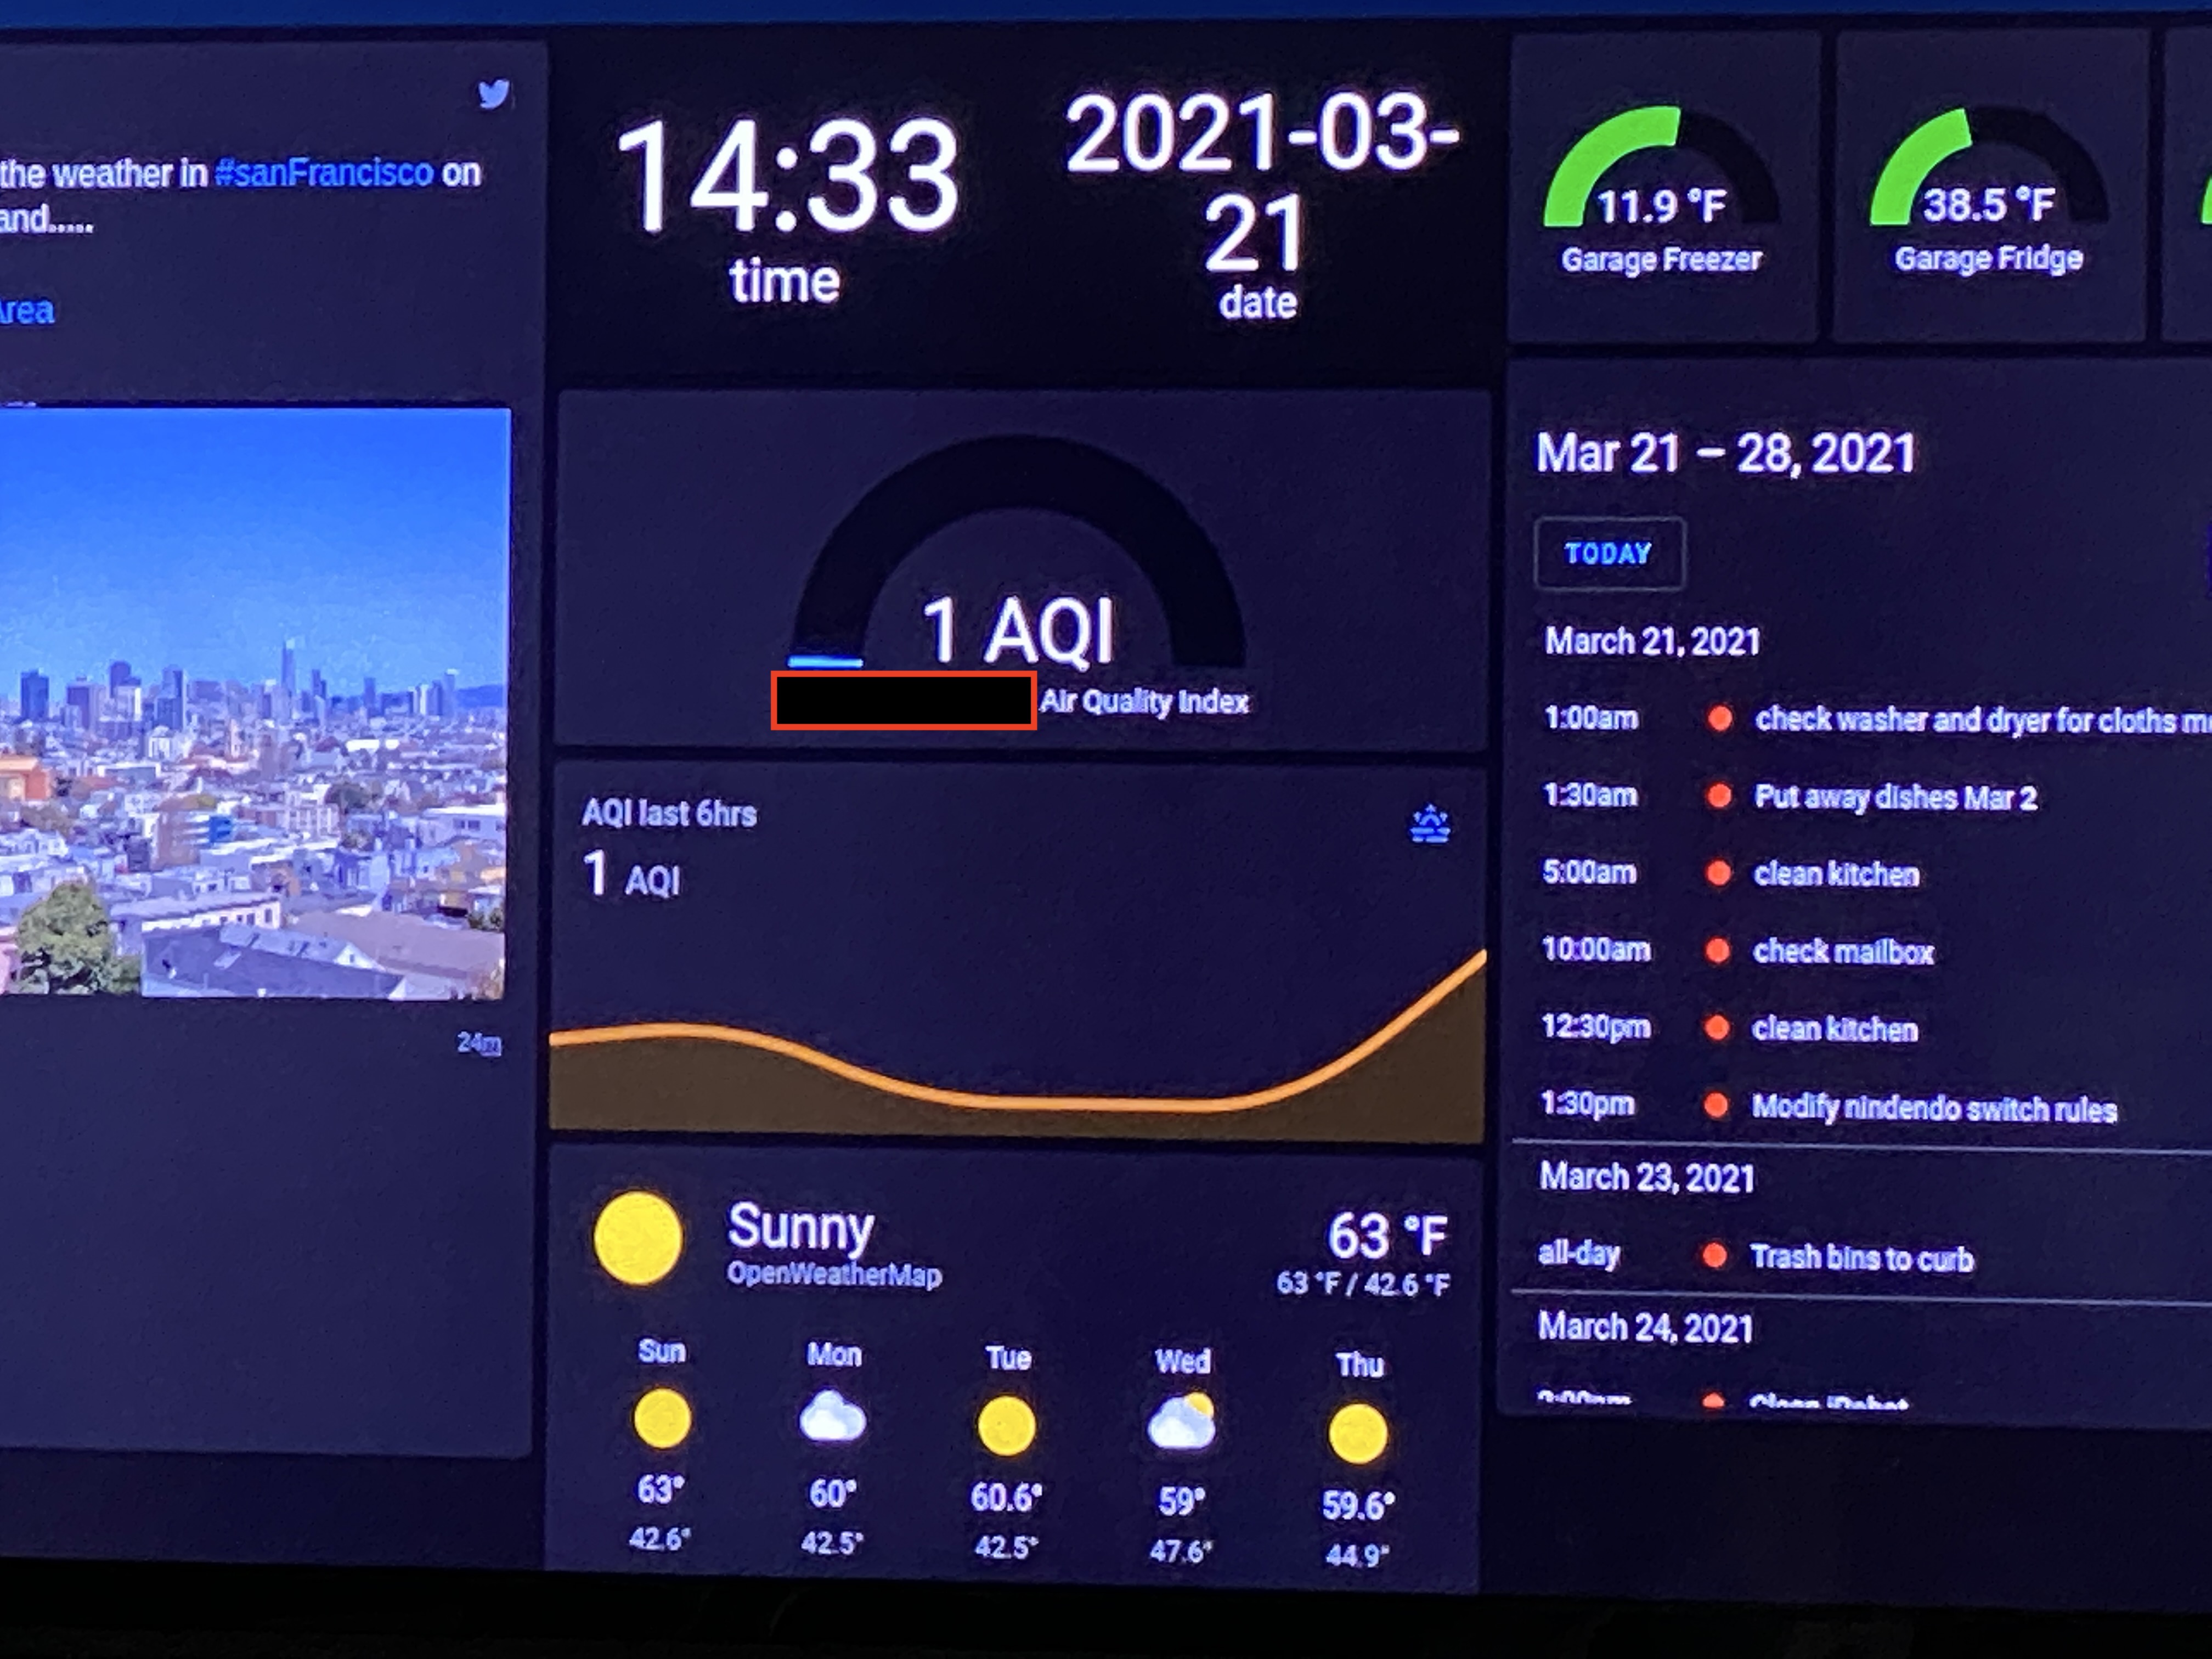 the weather in #sanFrancisco on
and.....
Area
24m
14:33
time
2021-03-
21
date
1 AQI
Air Quality Index
AQI last 6hrs
1 AQI
Sunny
OpenWeatherMap
63 °F
63 °F / 42.6 °F
Sun Mon Tue Wed Thu
63° 60° 60.6° 59° 59.6°
42.6° 42.5° 42.5° 47.6° 44.9°
11.9 °F
Garage Freezer
38.5 °F
Garage Fridge
Mar 21 – 28, 2021
TODAY
March 21, 2021
1:00am check washer and dryer for cloths
1:30am Put away dishes Mar 2
5:00am clean kitchen
10:00am check mailbox
12:30pm clean kitchen
1:30pm Modify nindendo switch rules
March 23, 2021
all-day Trash bins to curb
March 24, 2021